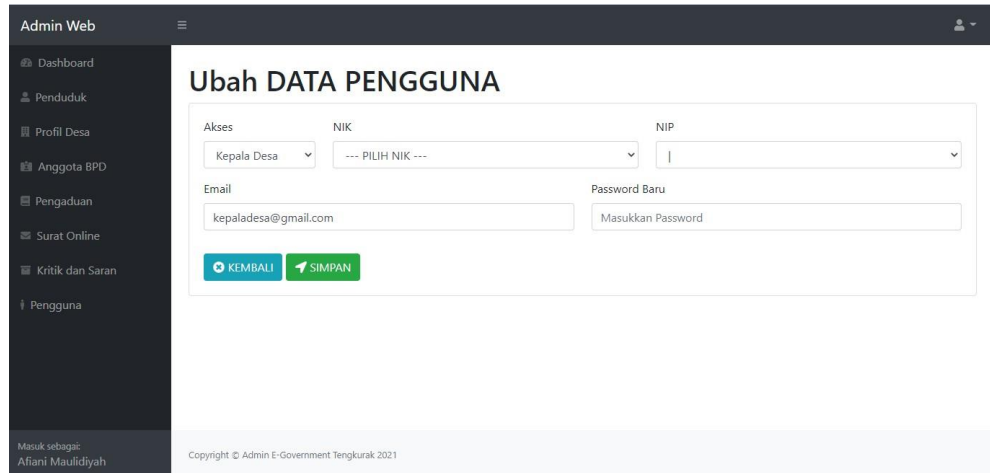 Admin Web
Dashboard
Penduduk
Profil Desa
Anggota BPD
Pengaduan
Surat Online
Kritik dan Saran
Pengguna
Masuk sebagai:
Afiani Maulidiyah
Ubah DATA PENGGUNA
Akses NIK NIP
Kepala Desa --- PILIH NIK --- |
Email Password Baru
kepaladesa@gmail.com Masukkan Password
KEMBALI SIMPAN
Copyright © Admin E-Government Tengkurak 2021